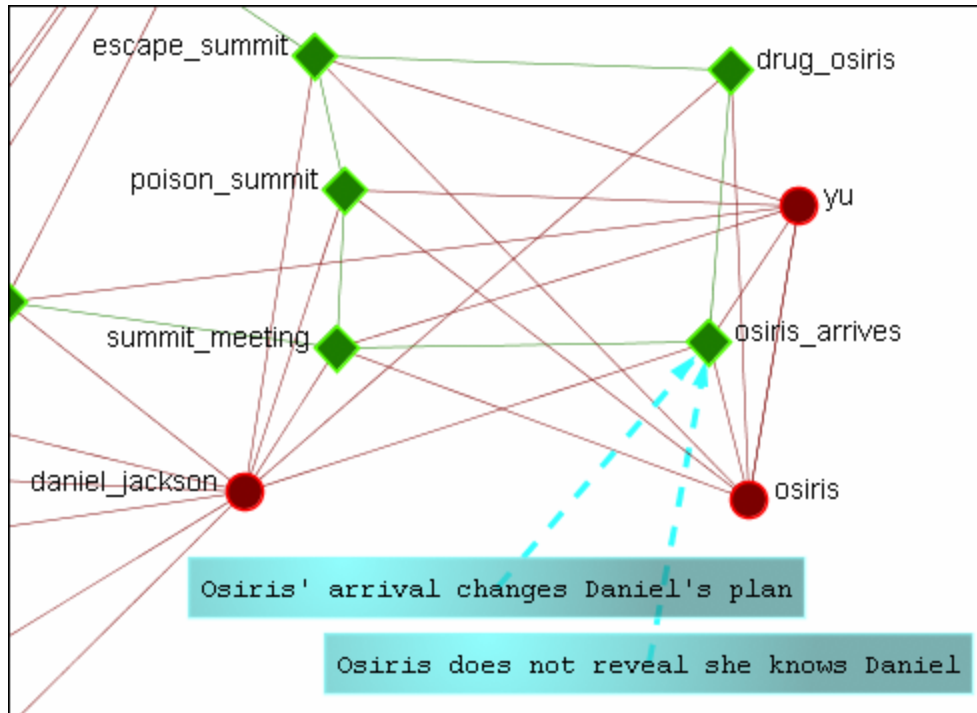 escape_summit
drug_osiris
poison_summit
yu
summit_meeting
osiris_arrives
daniel_jackson
osiris
Osiris' arrival changes Daniel's plan
Osiris does not reveal she knows Daniel